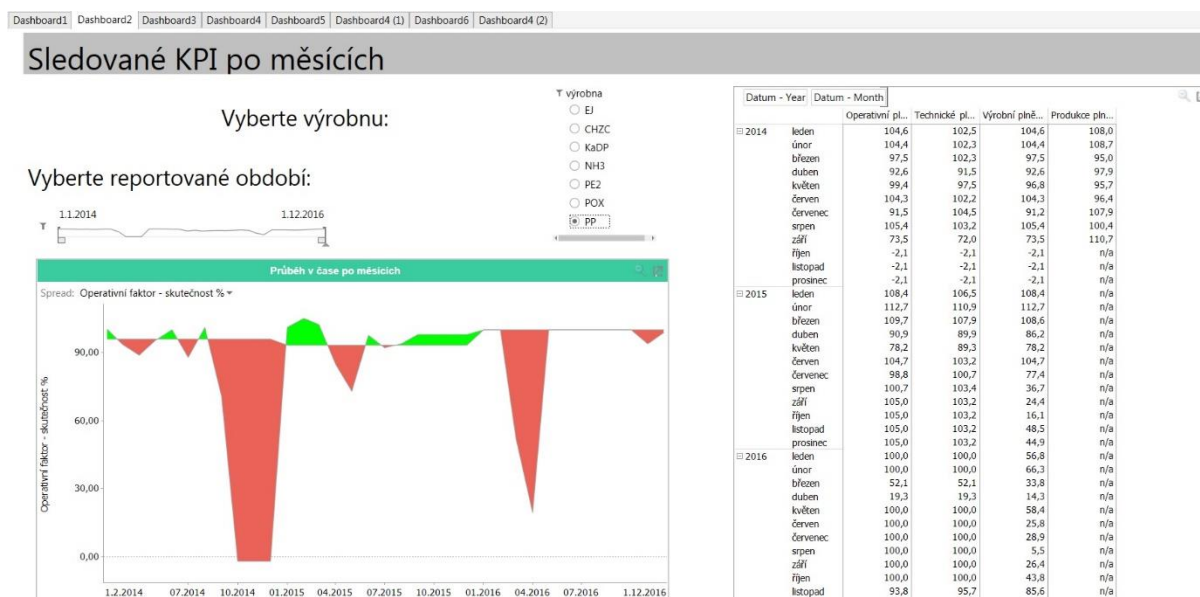 Dashboard1 Dashboard2 Dashboard3 Dashboard4 Dashboard5 Dashboard4 (1) Dashboard6 Dashboard4 (2)
Sledované KPI po měsících
Vyberte výrobnu:
výrobna
EJ
CHZC
KaDP
NH3
PE2
POX
PP
Vyberte reportované období:
1.1.2014 1.12.2016
Průběh v čase po měsících
Spread: Operativní faktor - skutečnost %
Operativní faktor - skutečnost %
90,00
60,00
30,00
0,00
1.2.2014 07.2014 10.2014 01.2015 04.2015 07.2015 10.2015 01.2016 04.2016 07.2016 1.12.2016
Datum - Year Datum - Month
Operativní pl... Technické pl... Výrobní plně... Produkce pln...
2014 leden 104,6 102,5 104,6 108,0
únor 104,4 102,3 104,4 108,7
březen 97,5 102,3 97,5 95,0
duben 92,6 91,5 92,6 97,9
květen 99,4 97,5 96,8 95,7
červen 104,3 102,2 104,3 96,4
červenec 91,5 104,5 91,2 107,9
srpen 105,4 103,2 105,4 100,4
září 73,5 72,0 73,5 110,7
říjen -2,1 -2,1 -2,1 n/a
listopad -2,1 -2,1 -2,1 n/a
prosinec -2,1 -2,1 -2,1 n/a
2015 leden 108,4 106,5 108,4 n/a
únor 112,7 110,9 112,7 n/a
březen 109,7 107,9 108,6 n/a
duben 90,9 89,9 86,2 n/a
květen 78,2 89,3 78,2 n/a
červen 104,7 103,2 104,7 n/a
červenec 98,8 100,7 77,4 n/a
srpen 100,7 103,4 36,7 n/a
září 105,0 103,2 24,4 n/a
říjen 105,0 103,2 16,1 n/a
listopad 105,0 103,2 48,5 n/a
prosinec 105,0 103,2 44,9 n/a
2016 leden 100,0 100,0 56,8 n/a
únor 100,0 100,0 66,3 n/a
březen 52,1 52,1 33,8 n/a
duben 19,3 19,3 14,3 n/a
květen 100,0 100,0 58,4 n/a
červen 100,0 100,0 25,8 n/a
červenec 100,0 100,0 28,9 n/a
srpen 100,0 100,0 5,5 n/a
září 100,0 100,0 26,4 n/a
říjen 100,0 100,0 43,8 n/a
listopad 93,8 95,7 85,6 n/a